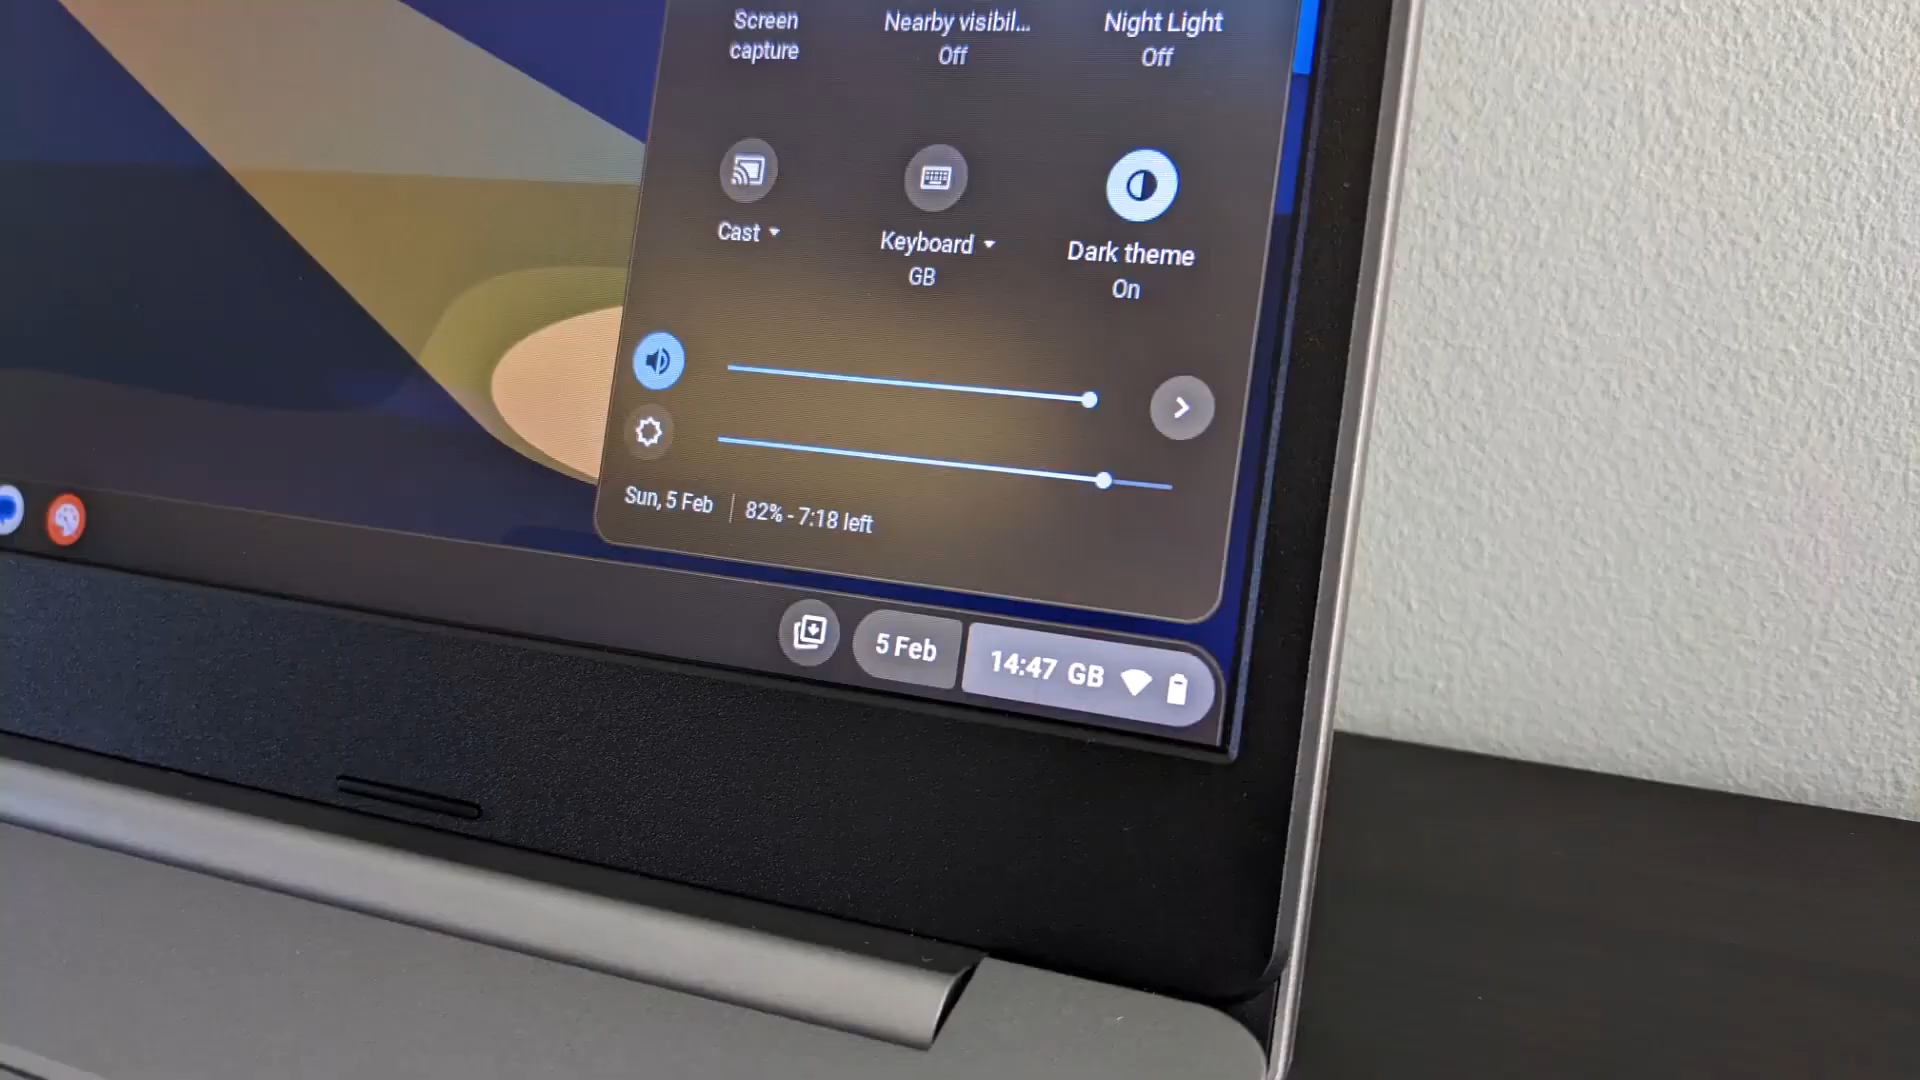 Screen
capture
Nearby visibil...
Off
Night Light
Off
Cast
Keyboard
GB
Dark theme
On
Sun, 5 Feb
82% - 7:18 left
5 Feb
14:47 GB